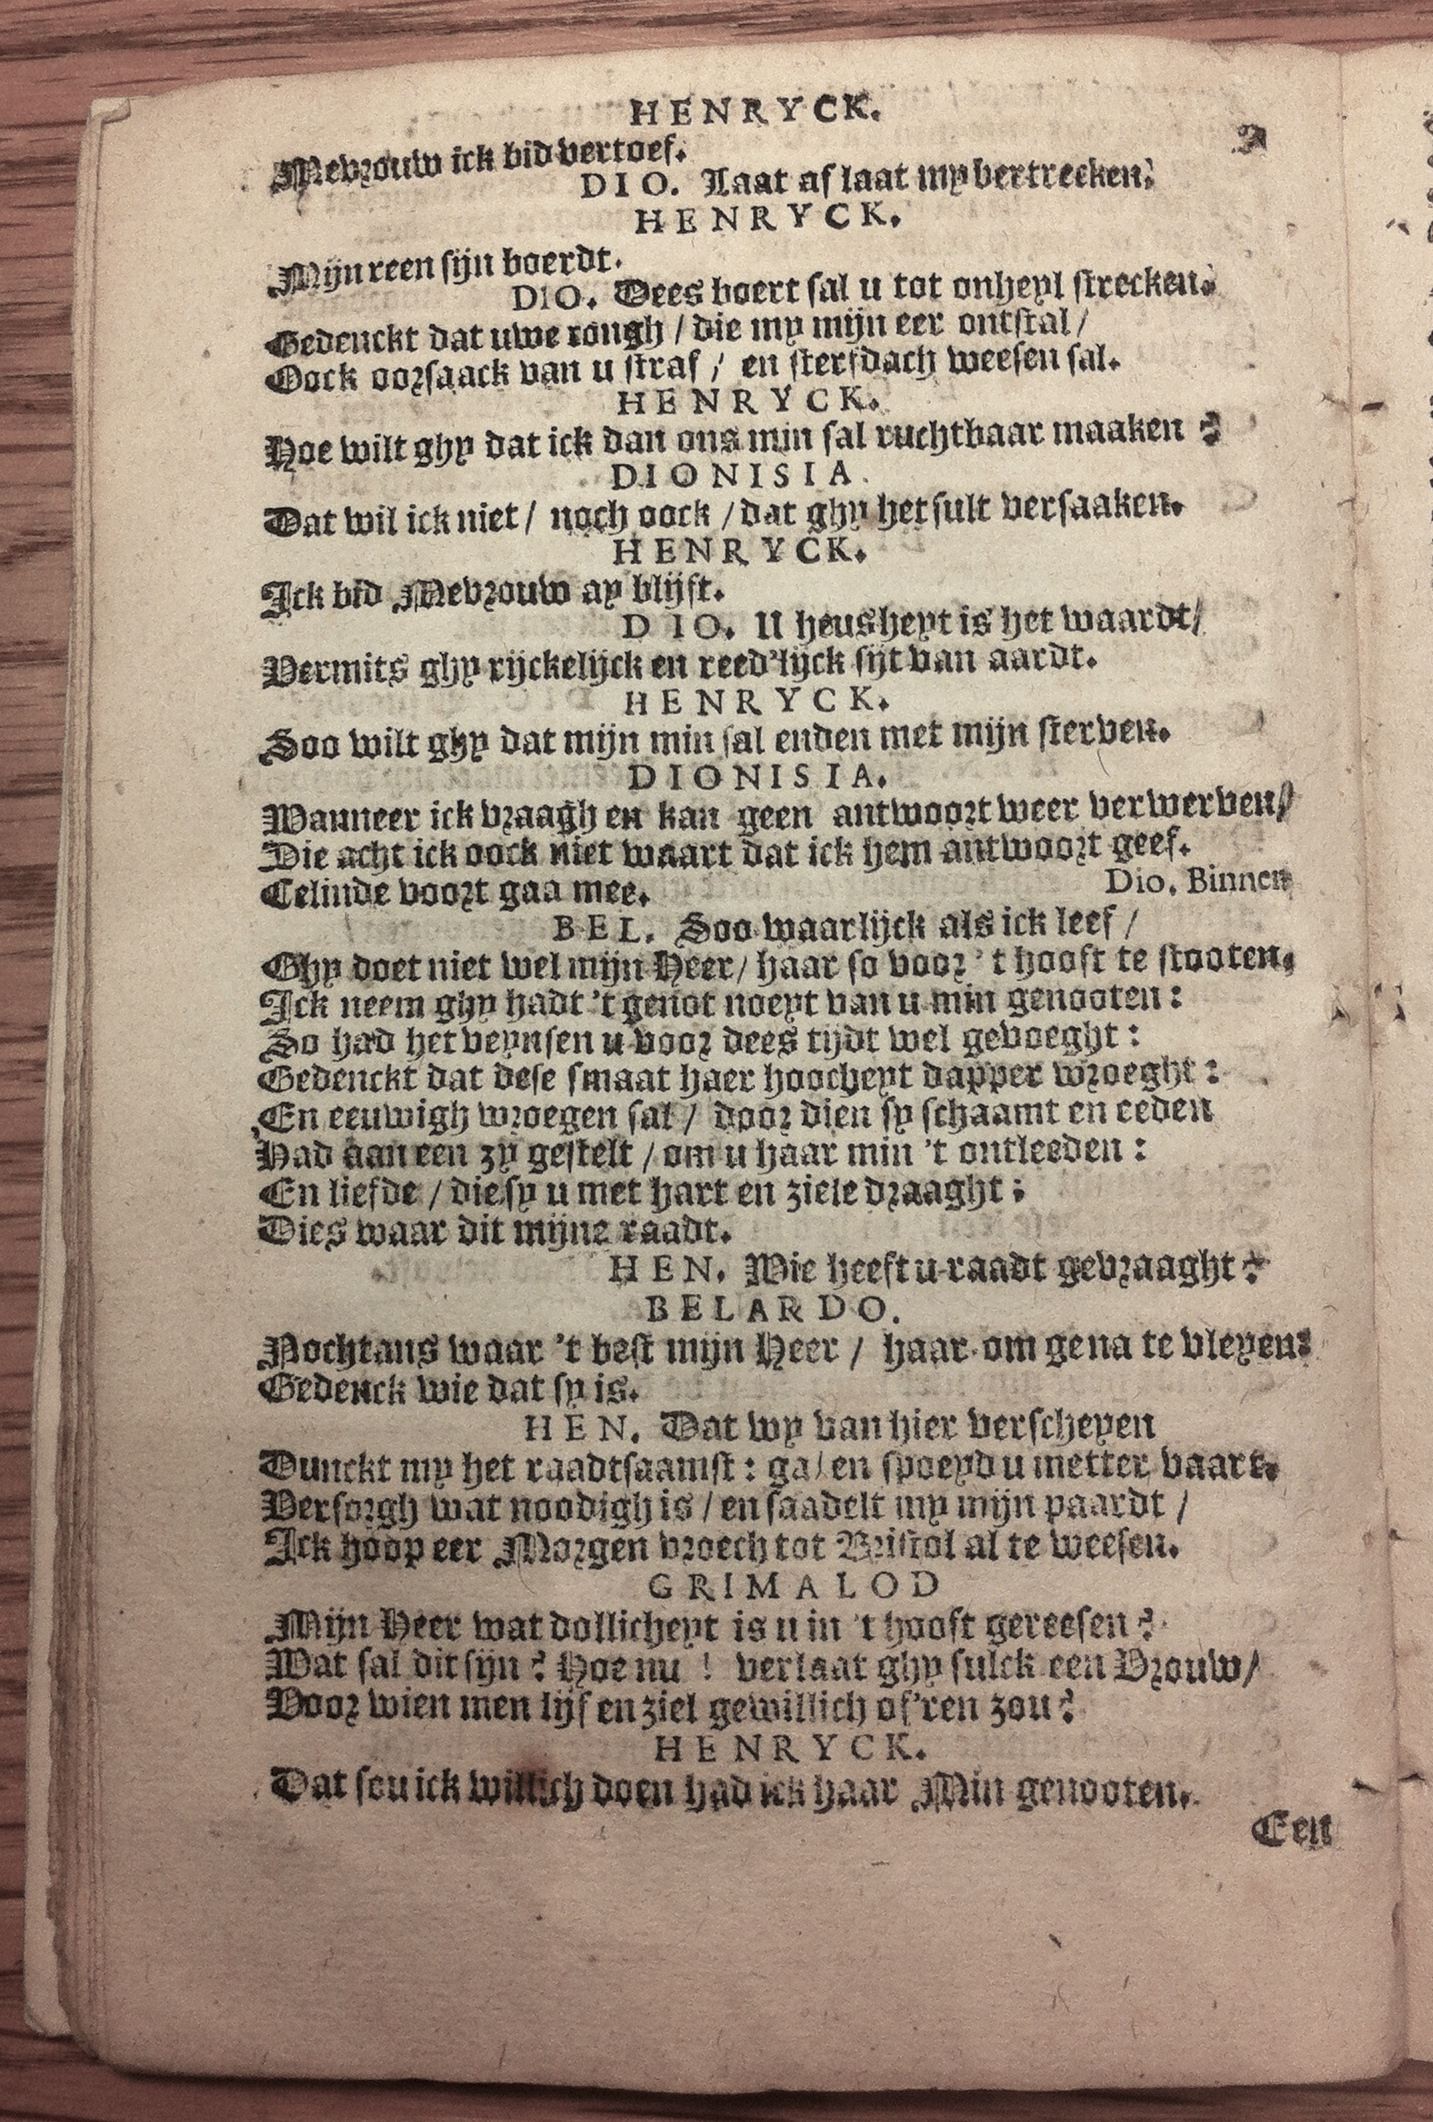 HENRYCK.
Mevrouw ick bid vertoef.
DIO. Laat af laat my vertrecken.
HENRYCK.
Mijn reen sijn boerdt.
DIO. Dees boert sal u tot onheyl strecken.
Gedenckt dat uwe tongh / die my mijn eer ontstal /
Oock oorsaack van u straf / en sterfdach weesen sal.
HENRYCK.
Hoe wilt ghy dat ick dan ons min sal ruchtbaar maaken?
DIONISIA.
Dat wil ick niet / noch oock / dat ghy het sult versaaken.
HENRYCK.
Ick bid Mevrouw ay blijft.
DIO. U heusheyt is het waardt /
Vermits ghy rijckelijck en reed'lijck sijt van aardt.
HENRYCK.
Soo wilt ghy dat mijn min sal enden met mijn sterven.
DIONISIA.
Wanneer ick vraagh en kan geen antwoort weer verwerven /
Die acht ick oock niet waart dat ick hem antwoort geef.
Celinde voort gaa mee. Dio. Binnen
BEL. Soo waarlijck als ick leef /
Ghy doet niet wel mijn Heer / haar so voor 't hooft te stooten.
Ick neem ghy hadt 't genot noeyt van u min genooten:
So had het veynsen u voor dees tijdt wel gevoeght:
Gedenckt dat dese smaat haer hoocheyt dapper wroeght:
En eeuwigh wroegen sal / door dien sy schaamt en eeden
Had aan een zy gestelt / om u haar min 't ontleeden:
En liefde / die sy u met hart en ziele draaght;
Dies waar dit mijne raadt.
HEN. Wie heeft u raadt gevraaght?
BELARDO.
Nochtans waar 't best mijn Heer / haar om gena te vleyen:
Gedenck wie dat sy is.
HEN. Dat wy van hier verscheyen
Dunckt my het raadtsaamst: ga / en spoeyd u metter vaart.
Versorgh wat noodigh is / en saadelt my mijn paardt /
Ick hoop eer Morgen vroech tot Bristol al te weesen.
GRIMALOD
Mijn Heer wat dollicheyt is u in 't hooft gereesen?
Wat sal dit sijn? Hoe nu! verlaat ghy sulck een Vrouw /
Voor wien men lijf en ziel gewillich of'ren zou?
HENRYCK.
Dat sou ick willich doen had ick haar Min genooten.
Een